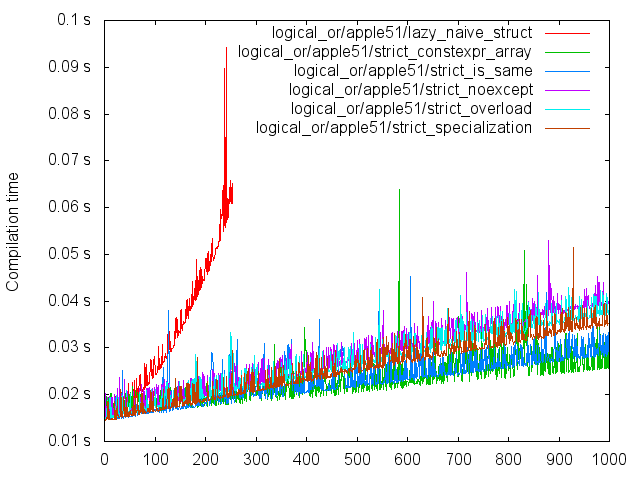 0.1 s
logical_or/apple51/lazy_naive_struct
logical_or/apple51/strict_constexpr_array
0.09 s
logical_or/apple51/strict_is_same
logical_or/apple51/strict_noexcept
logical_or/apple51/strict_overload
0.08 s
logical_or/apple51/strict_specialization
0.07 s
0.06 s
Compilation time
0.05 s
0.04 s
0.03 s
0.02 s
0.01 s
0 100 200 300 400 500 600 700 800 900 1000